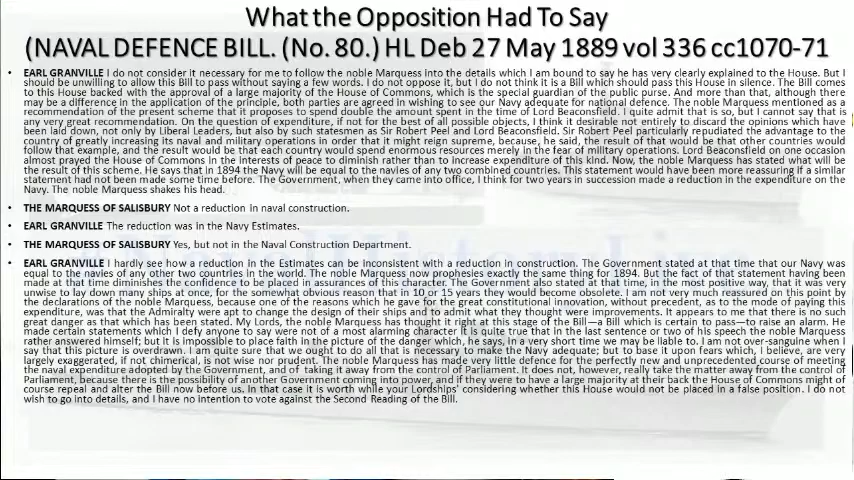 What the Opposition Had To Say
(NAVAL DEFENCE BILL. (No. 80.) HL Deb 27 May 1889 vol 336 cc1070-71
• EARL GRANVILLE I do not consider it necessary for me to follow the noble Marquess into the details which I am bound to say he has very clearly explained to the House. But I
should be unwilling to allow this Bill to pass without saying a few words. I do not oppose it, but I do not think it is a Bill which should pass this House in silence. The Bill comes
to this House backed with the approval of a large majority of the House of Commons, which is the special guardian of the public purse. And more than that, although there
may be a difference in the application of the principle, both parties are agreed in wishing to see our Navy adequate for national defence. The noble Marquess mentioned as a
recommendation of the present scheme that it proposes to spend double the amount spent in the time of Lord Beaconsfield. I quite admit that is so, but I cannot say that is
any very great recommendation. On the question of expenditure, if not for the best of all possible objects, I think it desirable not entirely to discard the opinions which have
been laid down, not only by Liberal Leaders, but also by such statesmen as Sir Robert Peel and Lord Beaconsfield. Sir Robert Peel particularly repudiated the advantage to the
country of greatly increasing its naval and military operations in order that it might reign supreme, because, he said, the result of that would be that other countries would
follow that example, and the result would be that each country would spend enormous resources merely in the fear of military operations. Lord Beaconsfield on one occasion
almost prayed the House of Commons in the interests of peace to diminish rather than to increase expenditure of this kind. Now, the noble Marquess has stated what will be
the result of this scheme. He says that in 1894 the Navy will be equal to the navies of any two combined countries. This statement would have been more reassuring if a similar
statement had not been made some time before. The Government, when they came into office, I think for two years in succession made a reduction in the expenditure on the
Navy. The noble Marquess shakes his head.
• THE MARQUESS OF SALISBURY Not a reduction in naval construction.
• EARL GRANVILLE The reduction was in the Navy Estimates.
• THE MARQUESS OF SALISBURY Yes, but not in the Naval Construction Department.
• EARL GRANVILLE I hardly see how a reduction in the Estimates can be inconsistent with a reduction in construction. The Government stated at that time that our Navy was
equal to the navies of any other two countries in the world. The noble Marquess now prophesies exactly the same thing for 1894. But the fact of that statement having been
made at that time diminishes the confidence to be placed in assurances of this character. The Government also stated at that time, in the most positive way, that it was very
unwise to lay down many ships at once, for the somewhat obvious reason that in 10 or 15 years they would become obsolete. I am not very much reassured on this point by
the declarations of the noble Marquess, because one of the reasons which he gave for the great constitutional innovation, without precedent, as to the mode of paying this
expenditure, was that the Admiralty were apt to change the design of their ships and to admit what they thought were improvements. It appears to me that there is no such
great danger as that which has been stated. My Lord, the noble Marquess has thought it right at this stage of the Bill—a Bill which is certain to pass—to raise an alarm. He
made certain statements which I defy anyone to say were not of a most alarming character It is quite true that in the last sentence or two of his speech the noble Marquess
rather answered himself; but it is impossible to place faith in the picture of the danger which, he says, in a very short time we may be liable to. I am not over-sanguine when I
say that this picture is overdrawn. I am quite sure that we ought to do all that is necessary to make the Navy adequate; but to base it upon fears which, I believe, are very
largely exaggerated, if not chimerical, is not wise nor prudent. The noble Marquess has made very little defence for the perfectly new and unprecedented course of meeting
the naval expenditure adopted by the Government, and of taking it away from the control of Parliament. It does not, however, really take the matter away from the control of
Parliament, because there is the possibility of another Government coming into power, and if they were to have a large majority at their back the House of Commons might of
course repeal and alter the Bill now before us. In that case it is worth while your Lordships' considering whether this House would not be placed in a false position. I do not
wish to go into details, and I have no intention to vote against the Second Reading of the Bill.